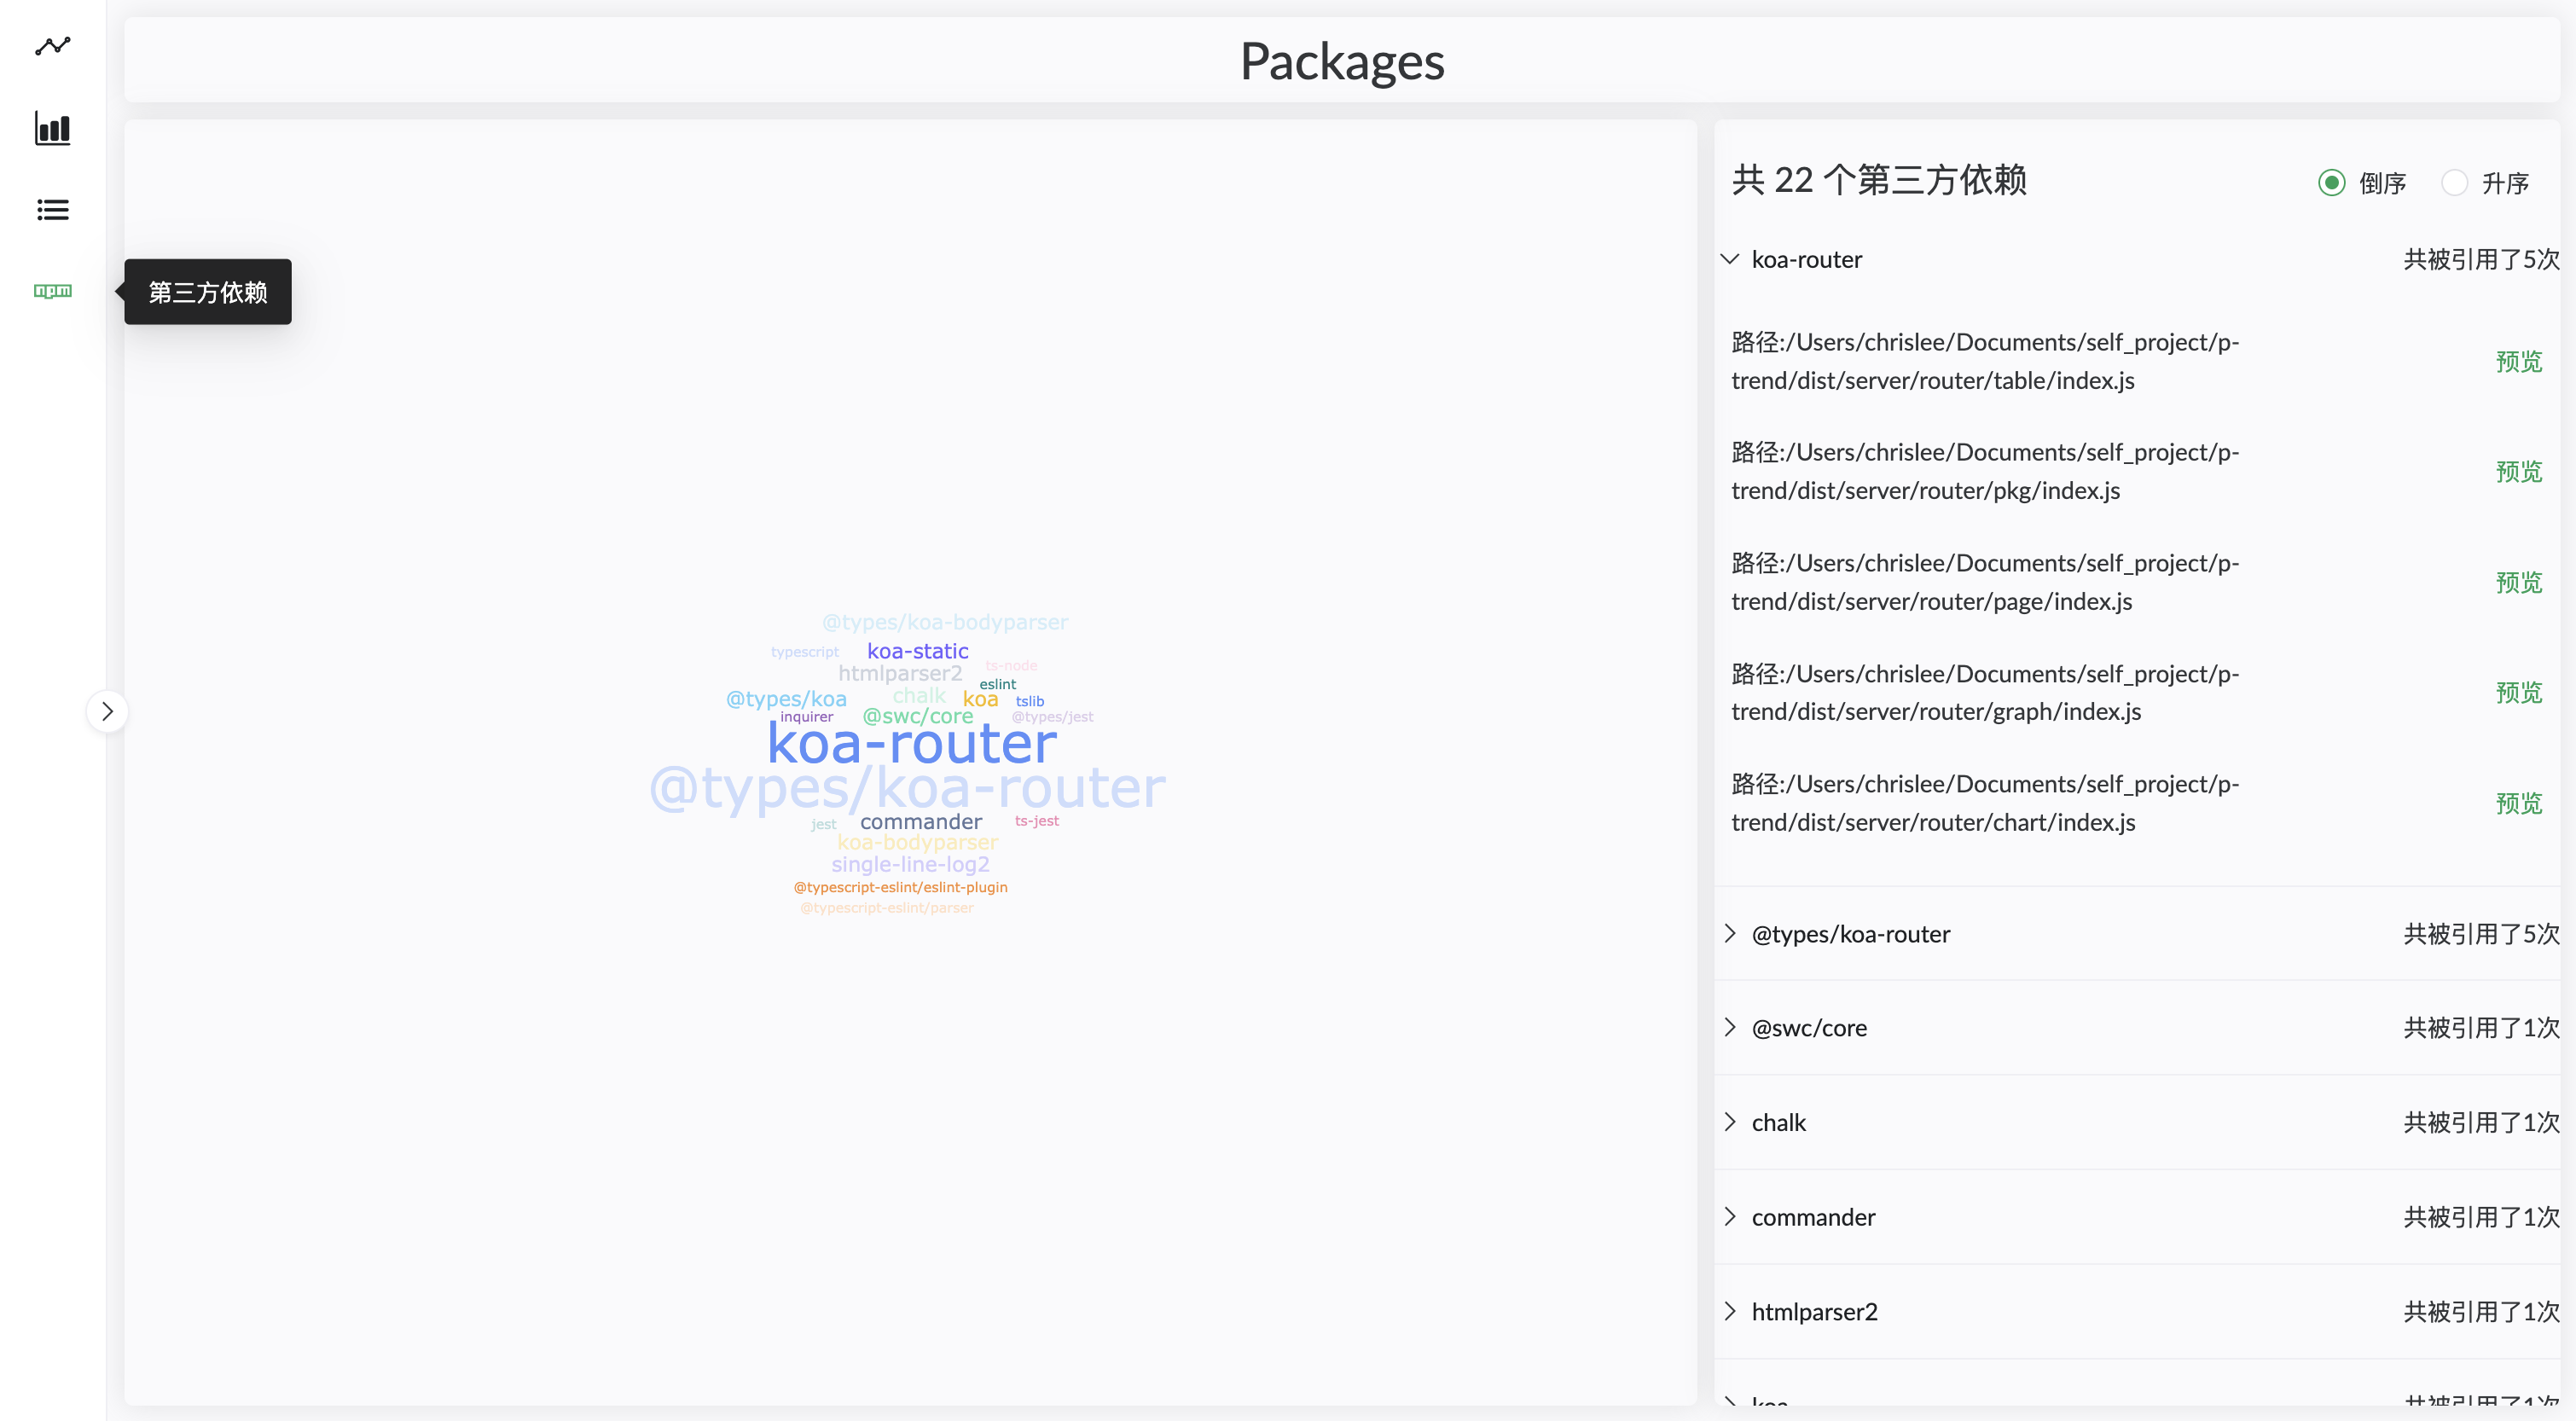 Packages
第三方依赖
@types/koa-bodyparser
typescript
koa-static
htmlparser2
ts-node
eslint
@types/koa
chalk
koa
tslib
inquirer
@swc/core
@types/jest
koa-router
@types/koa-router
jest
commander
ts-jest
koa-bodyparser
single-line-log2
@typescript-eslint/eslint-plugin
@typescript-eslint/parser
共 22 个第三方依赖
倒序
升序
koa-router 共被引用了5次
路径:/Users/chrislee/Documents/self_project/p-
trend/dist/server/router/table/index.js
预览
路径:/Users/chrislee/Documents/self_project/p-
trend/dist/server/router/pkg/index.js
预览
路径:/Users/chrislee/Documents/self_project/p-
trend/dist/server/router/page/index.js
预览
路径:/Users/chrislee/Documents/self_project/p-
trend/dist/server/router/graph/index.js
预览
路径:/Users/chrislee/Documents/self_project/p-
trend/dist/server/router/chart/index.js
预览
@types/koa-router 共被引用了5次
@swc/core 共被引用了1次
chalk 共被引用了1次
commander 共被引用了1次
htmlparser2 共被引用了1次
koa 共被引用了1次